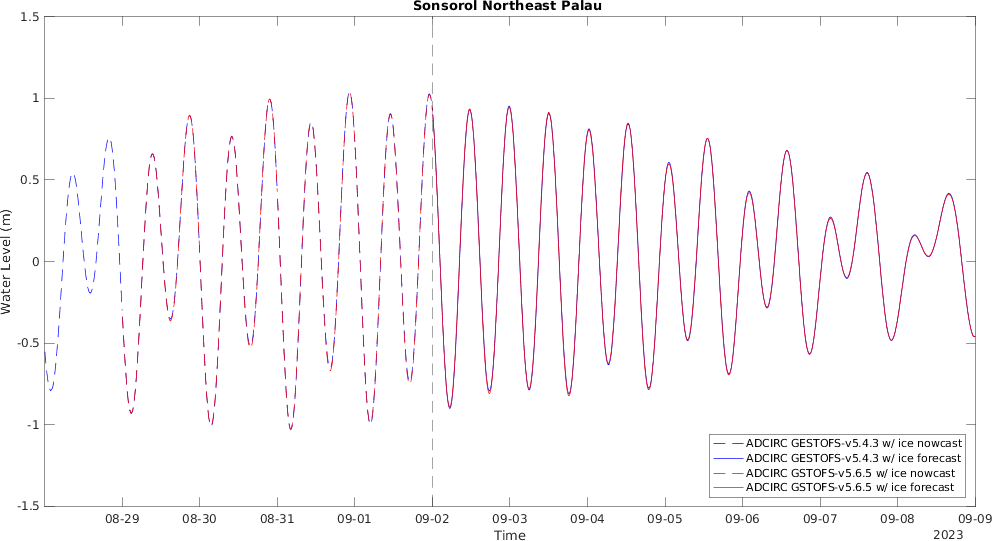 Sonsorol Northeast Palau
1.5
1
0.5
0
-0.5
-1
-1.5
Water Level (m)
08-29 08-30 08-31 09-01 09-02 09-03 09-04 09-05 09-06 09-07 09-08 09-09
Time
2023
ADCIRC GESTOFS-v5.4.3 w/ ice nowcast
ADCIRC GESTOFS-v5.4.3 w/ ice forecast
ADCIRC GSTOFS-v5.6.5 w/ ice nowcast
ADCIRC GSTOFS-v5.6.5 w/ ice forecast